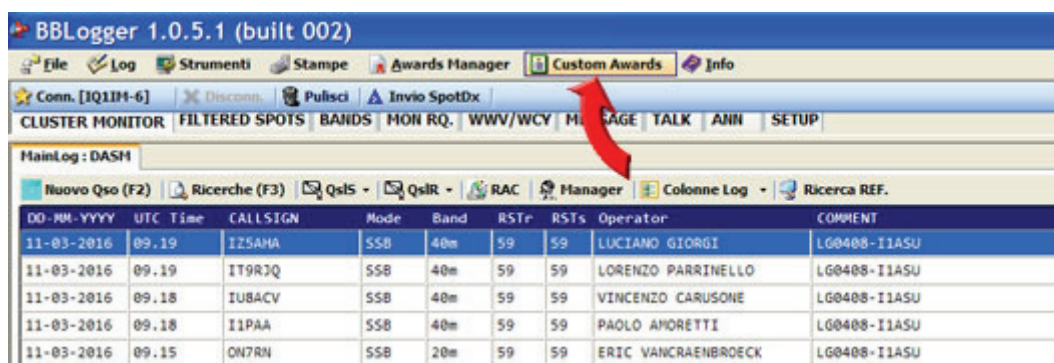 BBLogger 1.0.5.1 (built 002)
File Log Strumenti Stampe Awards Manager Custom Awards Info
Conn. [IQ1IM-6] Disconn. Pulisci Invio SpotDx
CLUSTER MONITOR FILTERED SPOTS BANDS MON RQ. WWV/WCY TALK ANN SETUP
MainLog : DASM
Nuovo Qso (F2) Ricerche (F3) QslS QslR RAC Manager Colonne Log Ricerca REF.
DD-MM-YYYY UTC Time CALLSIGN Mode Band RSTr RSTs Operator COMMENT
11-03-2016 09.19 IZ5AHA SSB 40m 59 59 LUCIANO GIORGI LG0408-I1ASU
11-03-2016 09.19 IT9RJQ SSB 40m 59 59 LORENZO PARRINELLO LG0408-I1ASU
11-03-2016 09.18 IU8ACV SSB 40m 59 59 VINCENZO CARUSONE LG0408-I1ASU
11-03-2016 09.18 I1PAA SSB 40m 59 59 PAOLO AMORETTI LG0408-I1ASU
11-03-2016 09.15 ON7RN SSB 20m 59 59 ERIC VANCRAENBROECK LG0408-I1ASU